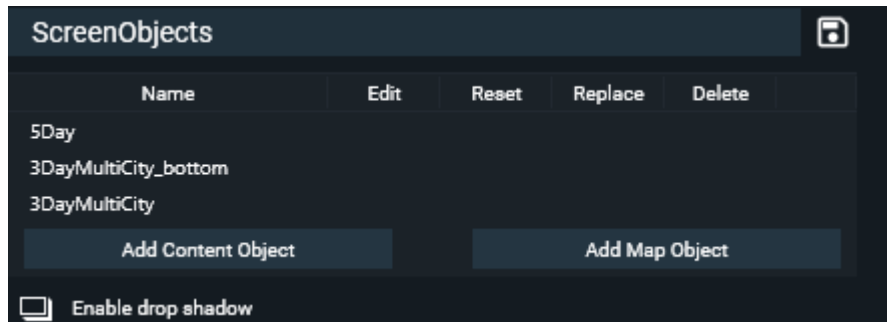 ScreenObjects
Name Edit Reset Replace Delete
5Day
3DayMultiCity_bottom
3DayMultiCity
Add Content Object Add Map Object
Enable drop shadow